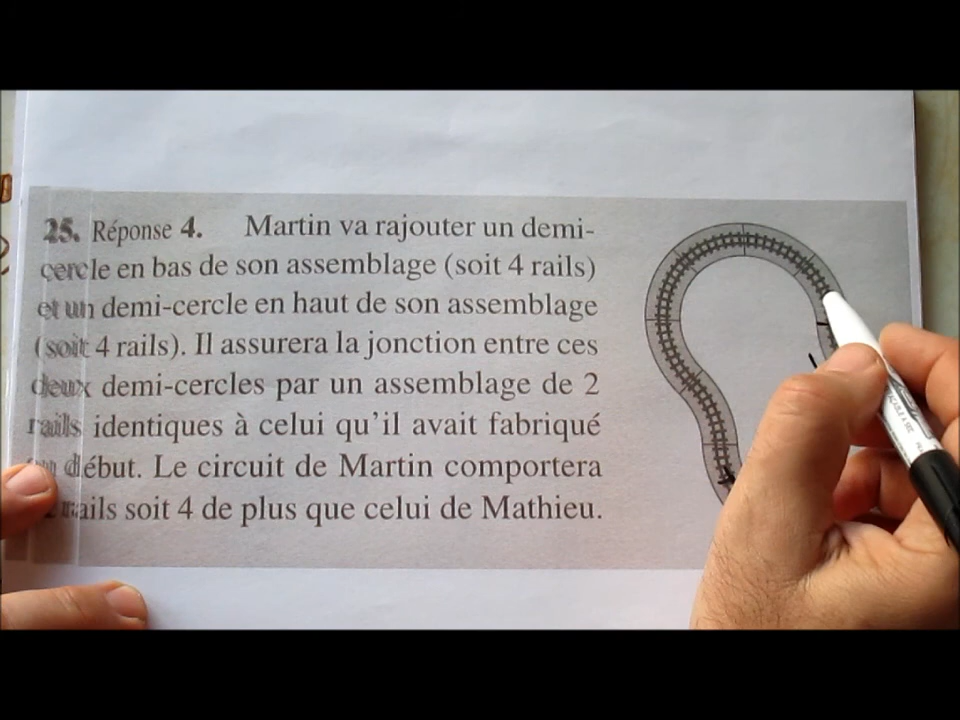 25. Réponse 4. Martin va rajouter un demi-
cercle en bas de son assemblage (soit 4 rails)
et un demi-cercle en haut de son assemblage
(soit 4 rails). Il assurera la jonction entre ces
deux demi-cercles par un assemblage de 2
rails identiques à celui qu'il avait fabriqué
au début. Le circuit de Martin comportera
rails soit 4 de plus que celui de Mathieu.